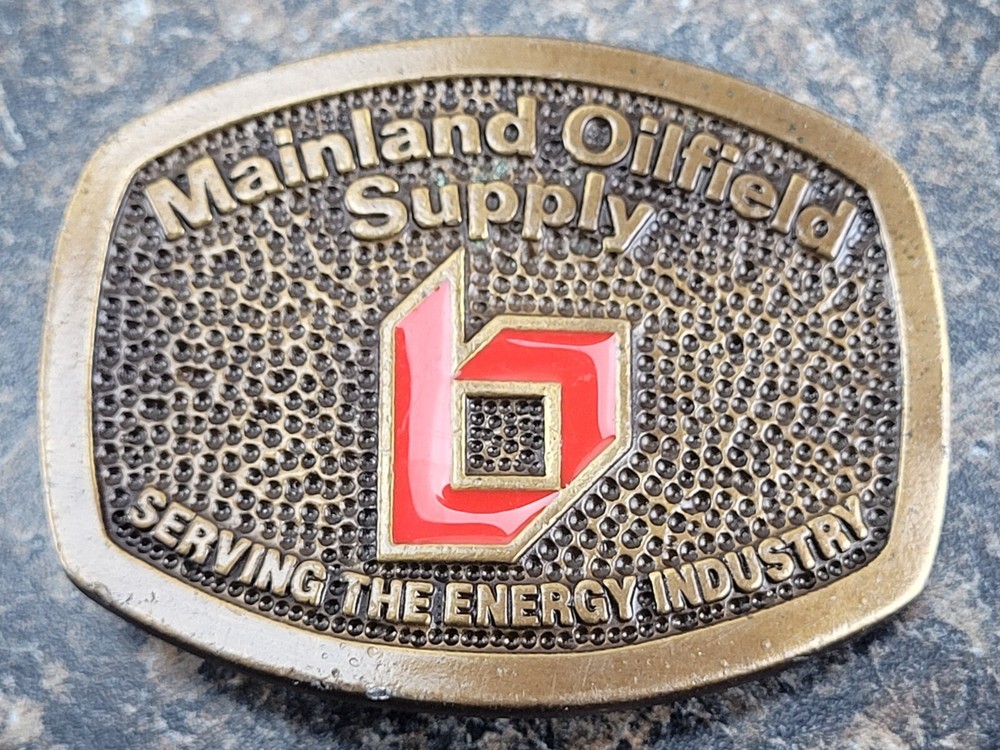 Mainland Oilfield
Supply
b
SERVING THE ENERGY INDUSTRY